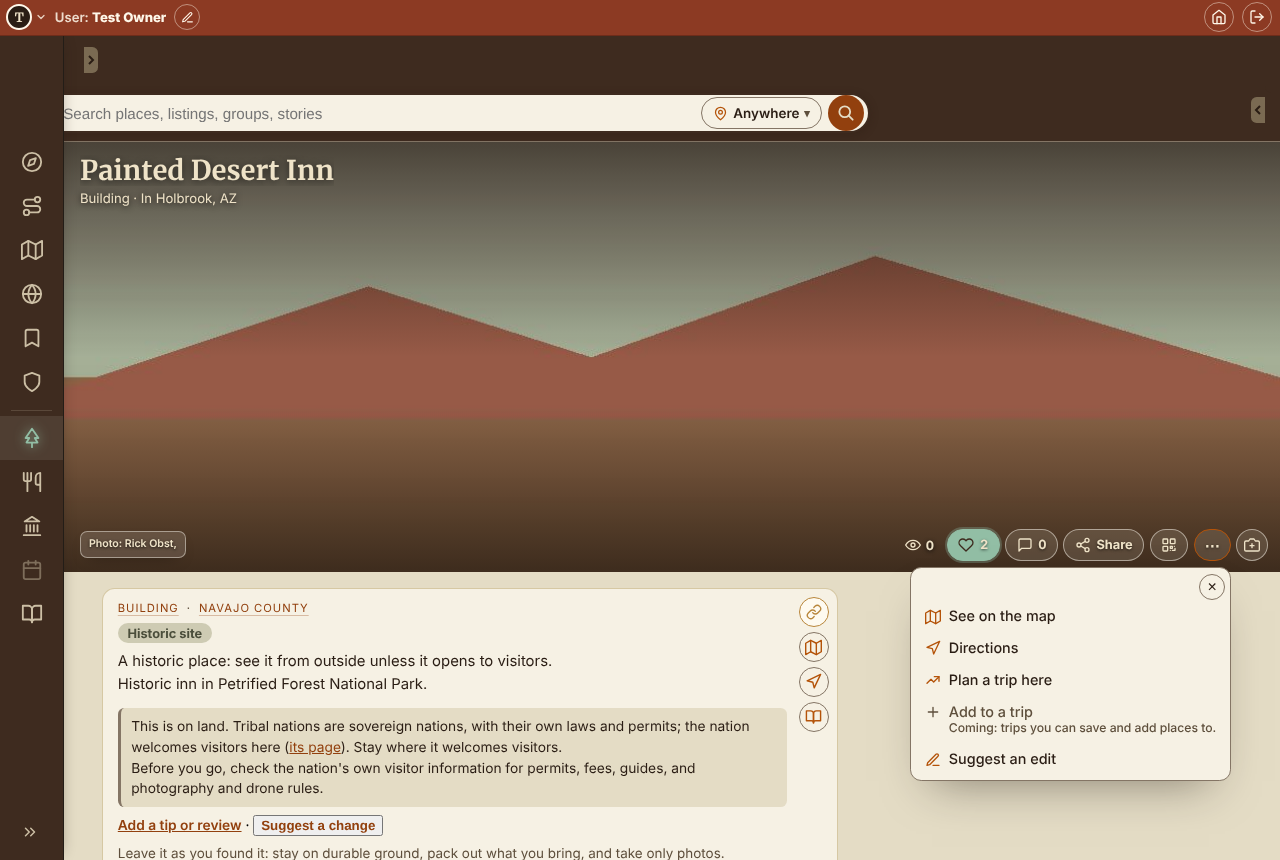 T
User: Test Owner
Search places, listings, groups, stories
Anywhere ▾
Painted Desert Inn
Building · In Holbrook, AZ
Photo: Rick Obst,
0
2
0
Share
...
BUILDING · NAVAJO COUNTY
Historic site
A historic place: see it from outside unless it opens to visitors.
Historic inn in Petrified Forest National Park.
This is on land. Tribal nations are sovereign nations, with their own laws and permits; the nation
welcomes visitors here (its page). Stay where it welcomes visitors.
Before you go, check the nation's own visitor information for permits, fees, guides, and
photography and drone rules.
Add a tip or review · Suggest a change
Leave it as you found it: stay on durable ground, pack out what you bring, and take only photos.
See on the map
Directions
Plan a trip here
Add to a trip
Coming: trips you can save and add places to.
Suggest an edit